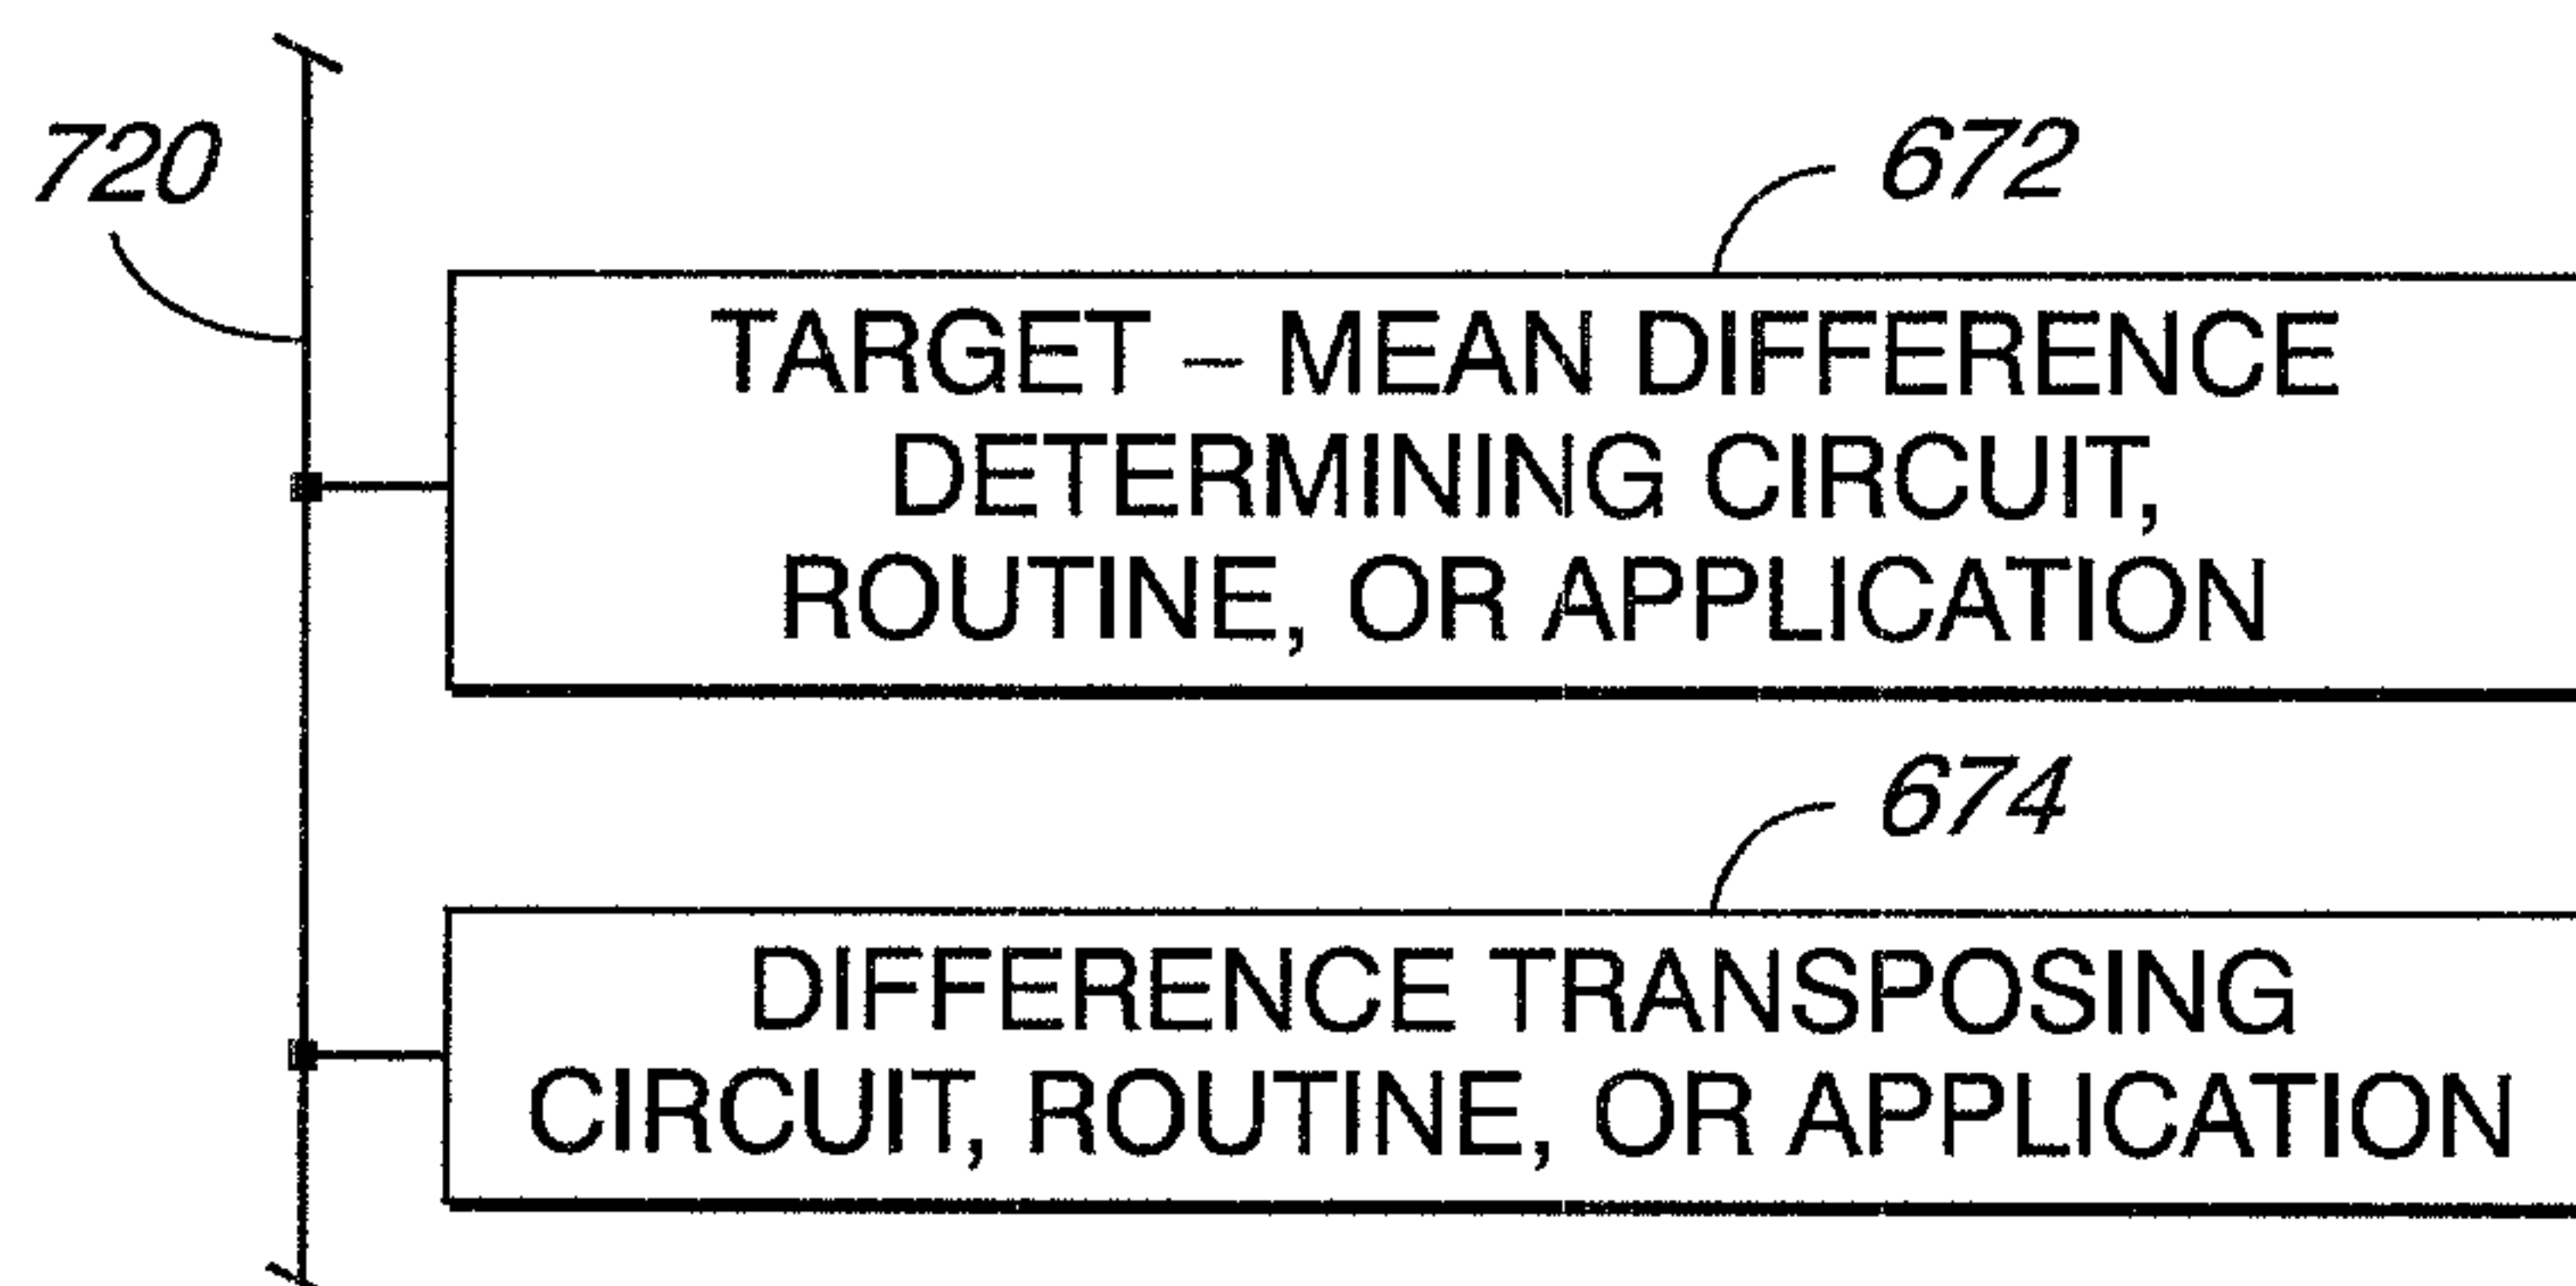 720
672
TARGET – MEAN DIFFERENCE
DETERMINING CIRCUIT,
ROUTINE, OR APPLICATION
674
DIFFERENCE TRANSPOSING
CIRCUIT, ROUTINE, OR APPLICATION